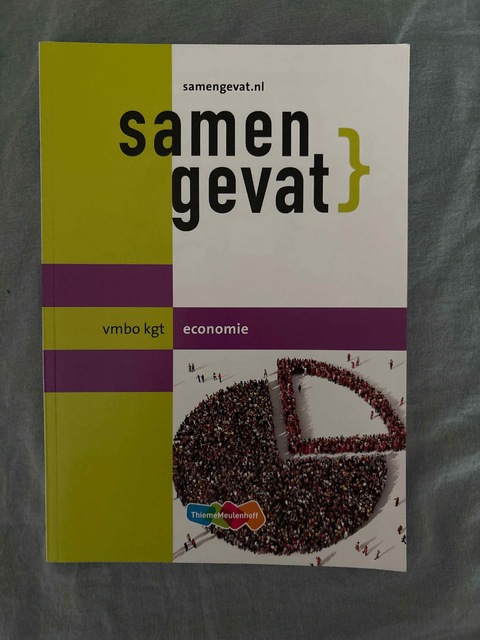 samengevat.nl
samen
gevat}
vmbo kgt
economie
ThiemeMeulenhoff